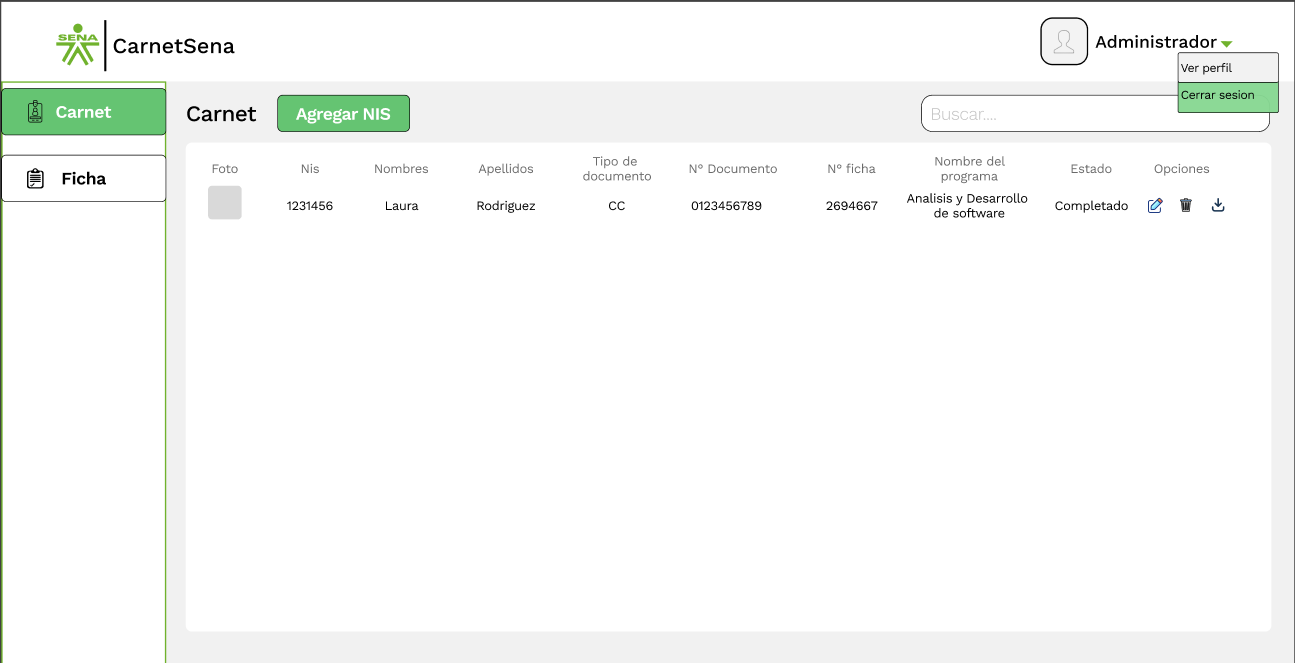 SENA
CarnetSena
Administrador
Ver perfil
Cerrar sesion
Carnet
Ficha
Carnet
Agregar NIS
Buscar....
Foto
Nis
Nombres
Apellidos
Tipo de
documento
N° Documento
N° ficha
Nombre del
programa
Estado
Opciones
1231456
Laura
Rodriguez
CC
0123456789
2694667
Analisis y Desarrollo
de software
Completado